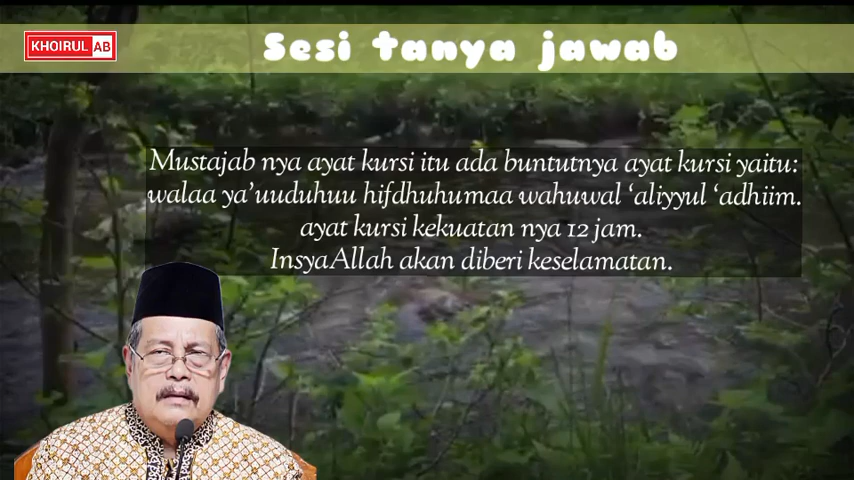 KHOIRUL AB
Sesi tanya jawab
Mustajab nya ayat kursi itu ada buntutnya ayat kursi yaitu:
walaa ya’uuduhuu hifdhuhumaa wahuwal ‘aliyyul ‘adhiim.
ayat kursi kekuatan nya 12 jam.
InsyaAllah akan diberi keselamatan.